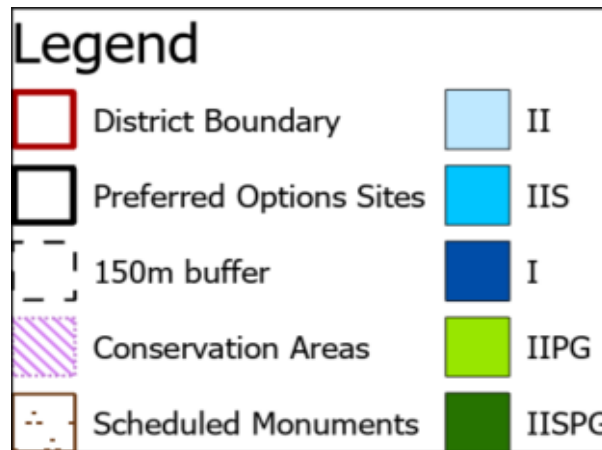 Legend
District Boundary
Preferred Options Sites
150m buffer
Conservation Areas
Scheduled Monuments
II
IIS
I
IIPG
IISPG